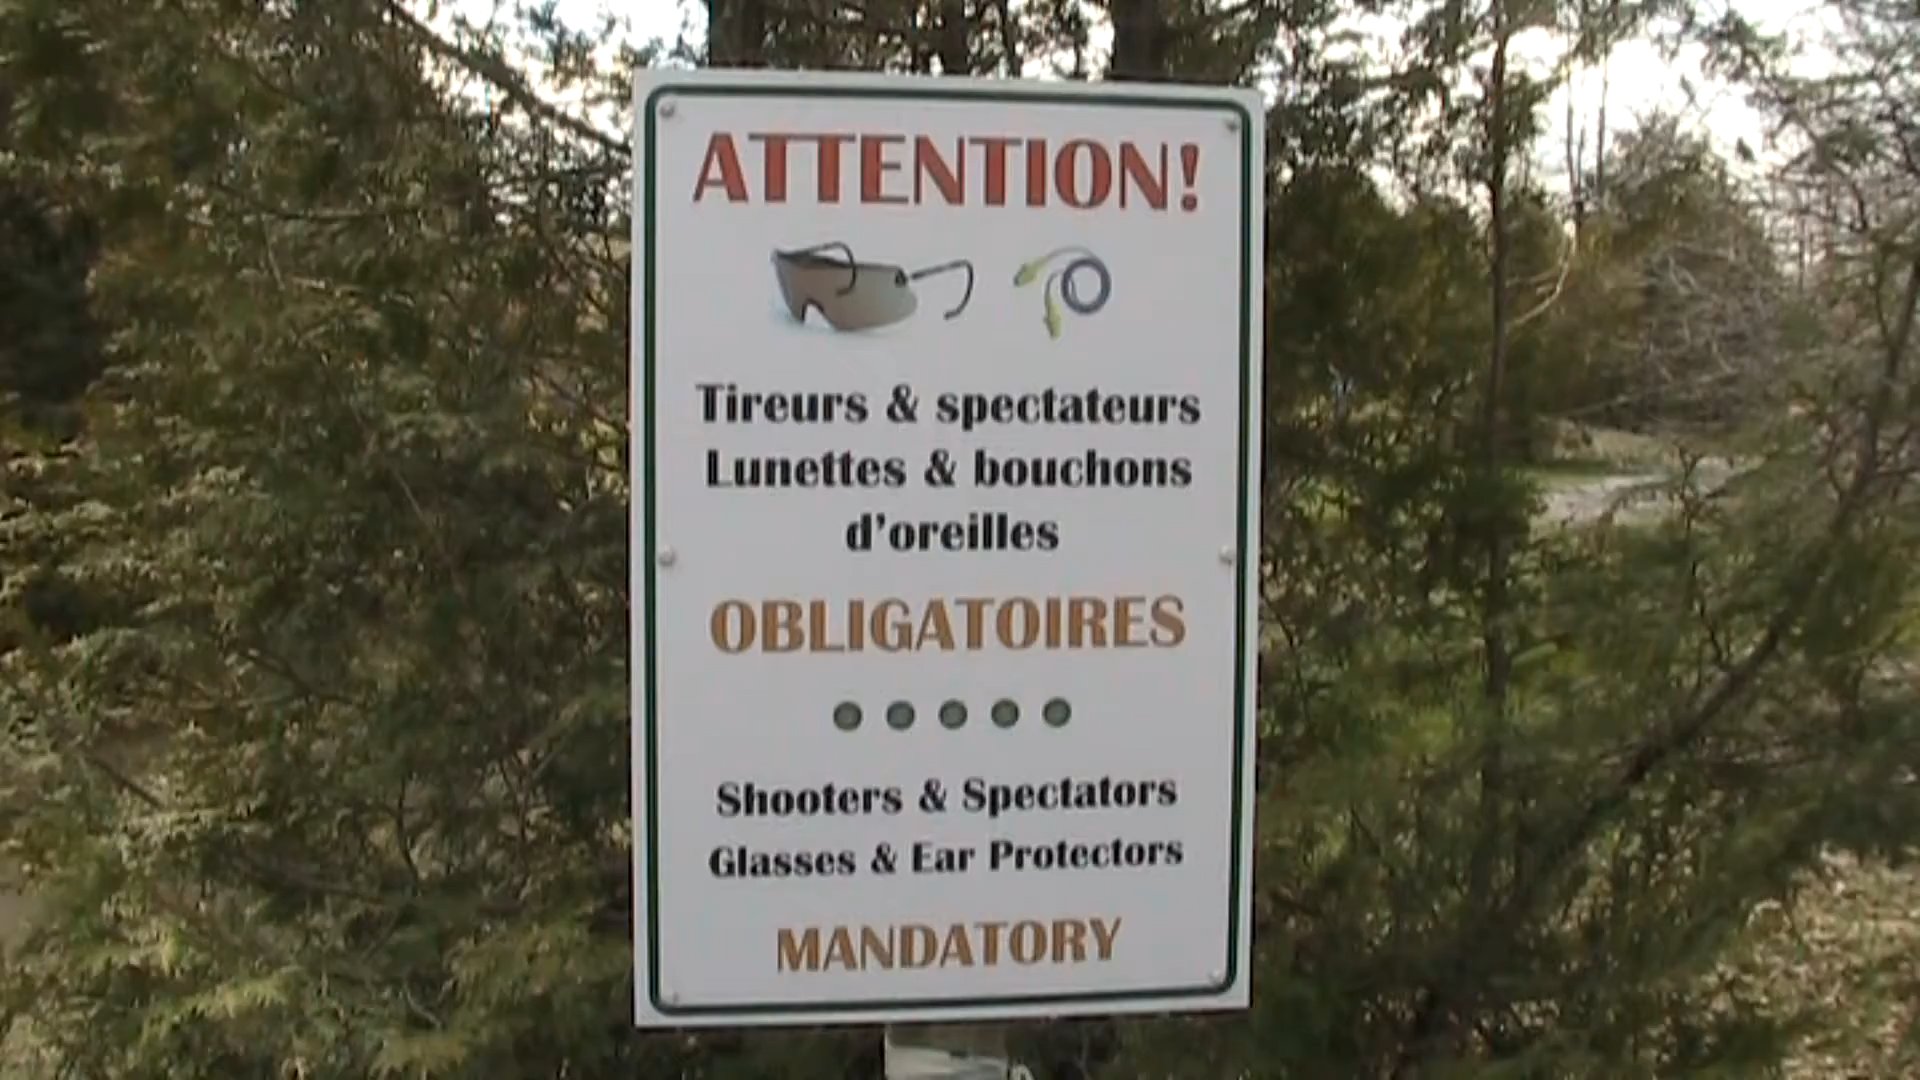 ATTENTION!
Tireurs & spectateurs
Lunettes & bouchons
d'oreilles
OBLIGATOIRES
Shooters & Spectators
Glasses & Ear Protectors
MANDATORY